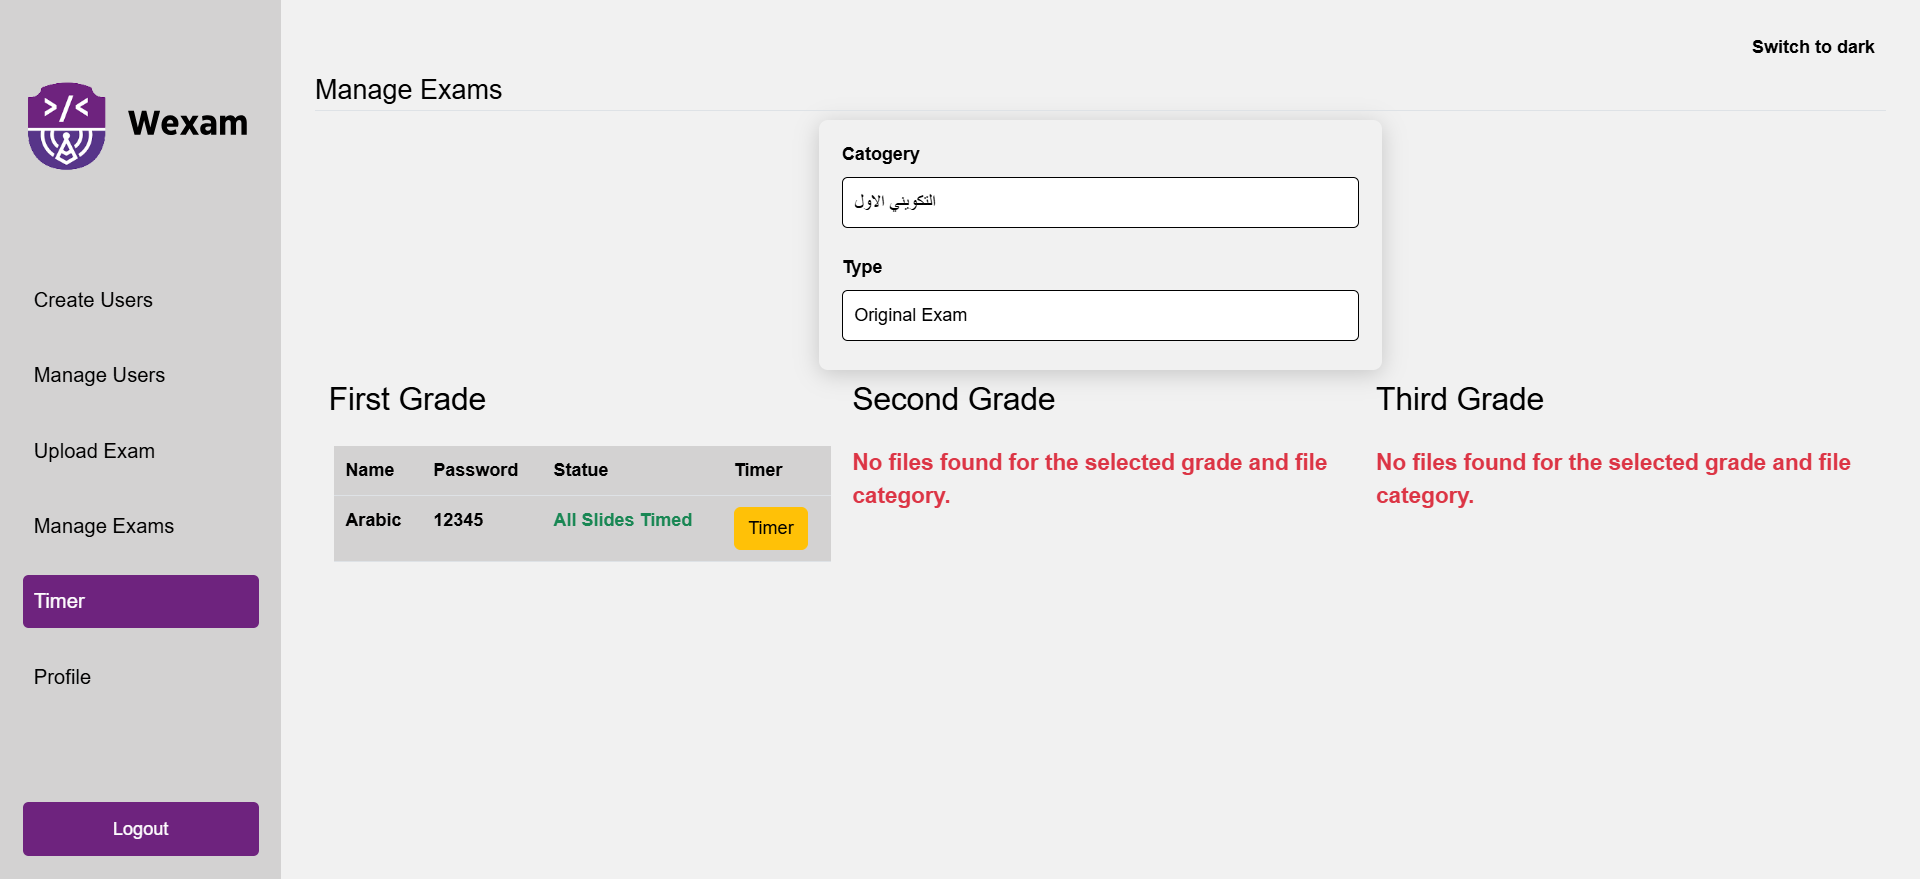 Wexam
Create Users
Manage Users
Upload Exam
Manage Exams
Timer
Profile
Logout
Switch to dark
Manage Exams
Catogery
التكويني الاول
Type
Original Exam
First Grade
Name Password Statue Timer
Arabic 12345 All Slides Timed Timer
Second Grade
No files found for the selected grade and file
category.
Third Grade
No files found for the selected grade and file
category.